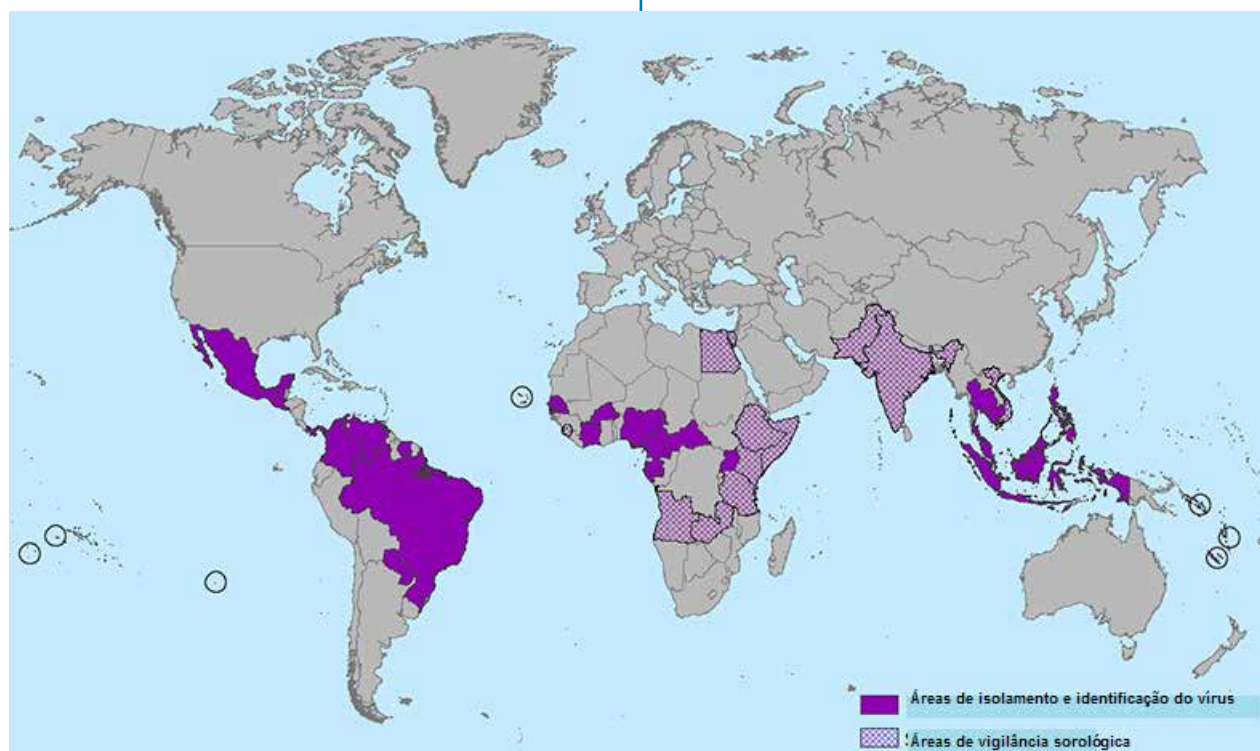 Áreas de isolamento e identificação do vírus
Áreas de vigilância sorológica